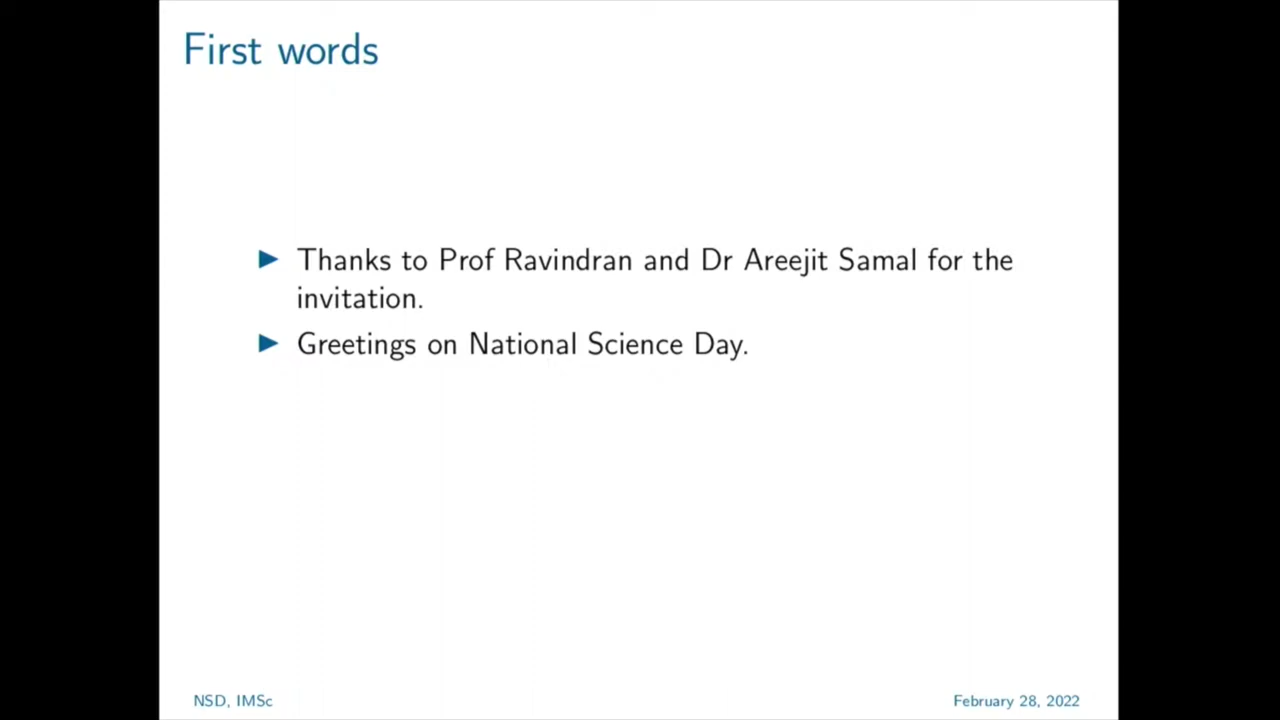 First words
Thanks to Prof Ravindran and Dr Areejit Samal for the
invitation.
Greetings on National Science Day.
NSD, IMSc
February 28, 2022